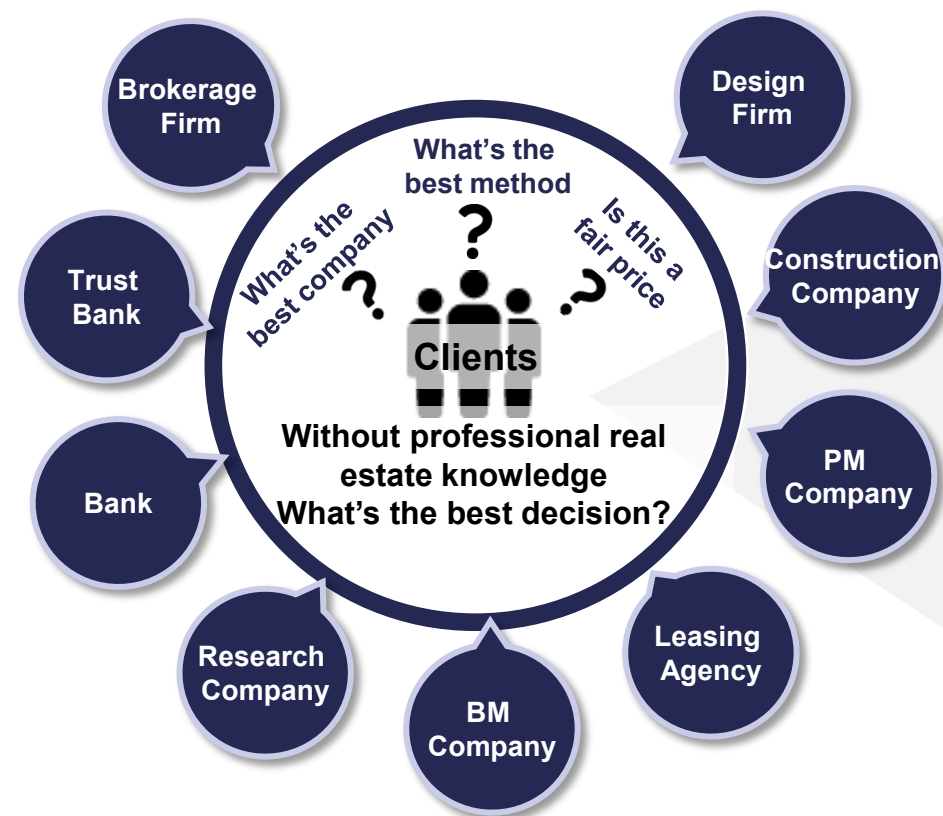 Brokerage
Firm
Design
Firm
What's the
best method
What's the
best company
Is this a
fair price
?
?
?
Trust
Bank
Construction
Company
Clients
Without professional real
estate knowledge
What's the best decision?
Bank
PM
Company
Research
Company
Leasing
Agency
BM
Company